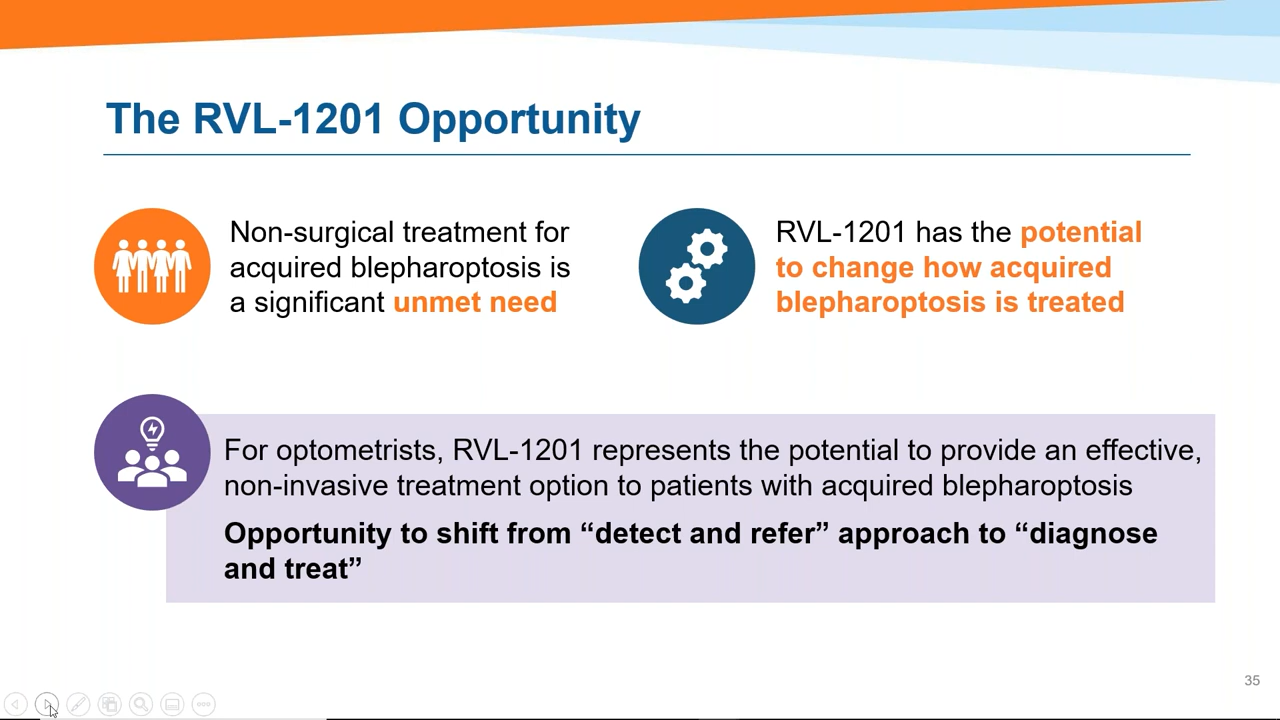 The RVL-1201 Opportunity
Non-surgical treatment for
acquired blepharoptosis is
a significant unmet need
RVL-1201 has the potential
to change how acquired
blepharoptosis is treated
For optometrists, RVL-1201 represents the potential to provide an effective,
non-invasive treatment option to patients with acquired blepharoptosis
Opportunity to shift from “detect and refer” approach to “diagnose
and treat”
35